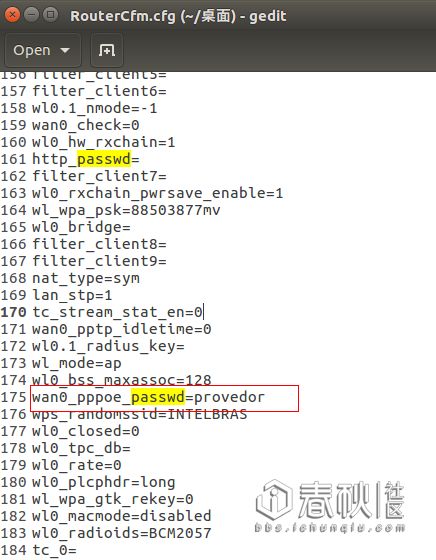 RouterCfm.cfg (~/桌面) - gedit
Open
156 filter_client5=
157 filter_client6=
158 wl0.1_nmode=-1
159 wan0_check=0
160 wl0_hw_rxchain=1
161 http_passwd=
162 filter_client7=
163 wl0_rxchain_pwrsave_enable=1
164 wl_wpa_psk=88503877mv
165 wl0_bridge=
166 filter_client8=
167 filter_client9=
168 nat_type=sym
169 lan_stp=1
170 tc_stream_stat_en=0
171 wan0_pptp_idletime=0
172 wl0.1_radius_key=
173 wl_mode=ap
174 wl0_bss_maxassoc=128
175 wan0_pppoe_passwd=provedor
176 wps_randomssid=INTELBRAS
177 wl0_closed=0
178 wl0_tpc_db=
179 wl0_rate=0
180 wl0_plcphdr=long
181 wl_wpa_gtk_rekey=0
182 wl0_macmode=disabled
183 wl0_radioids=BCM2057
184 tc_0=
春秋社区
bbs.ichunqiu.com